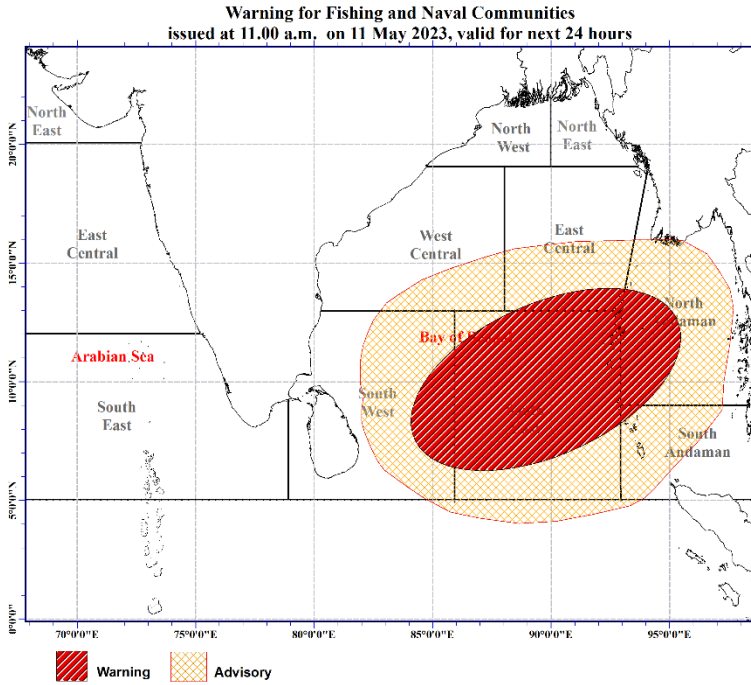 Warning for Fishing and Naval Communities
issued at 11.00 a.m. on 11 May 2023, valid for next 24 hours
North
East
North
West
North
East
20°0'0"N
East
Central
West
Central
East
Central
15°0'0"N
North
Arabian Sea
Bay of
10°0'0"N
South
East
South
West
South
Andaman
5°0'0"N
0°0'0"N
70°0'0"E
75°0'0"E
80°0'0"E
85°0'0"E
90°0'0"E
95°0'0"E
Warning
Advisory